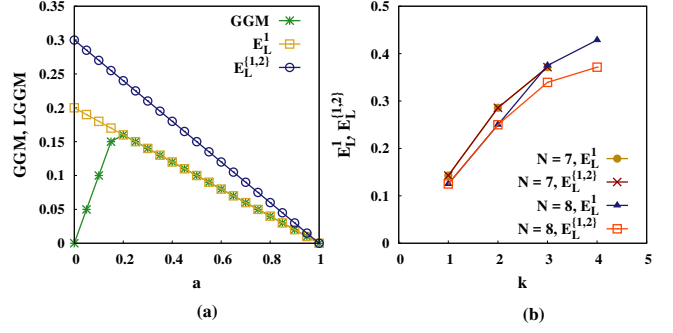 GGM
E_L^1
E_L^{1,2}
GGM, LGGM
0.35
0.3
0.25
0.2
0.15
0.1
0.05
0
0 0.2 0.4 0.6 0.8 1
a
(a)
E_L^1, E_L^{1,2}
0.5
0.4
0.3
0.2
0.1
0
N = 7, E_L^1
N = 7, E_L^{1,2}
N = 8, E_L^1
N = 8, E_L^{1,2}
0 1 2 3 4 5
k
(b)